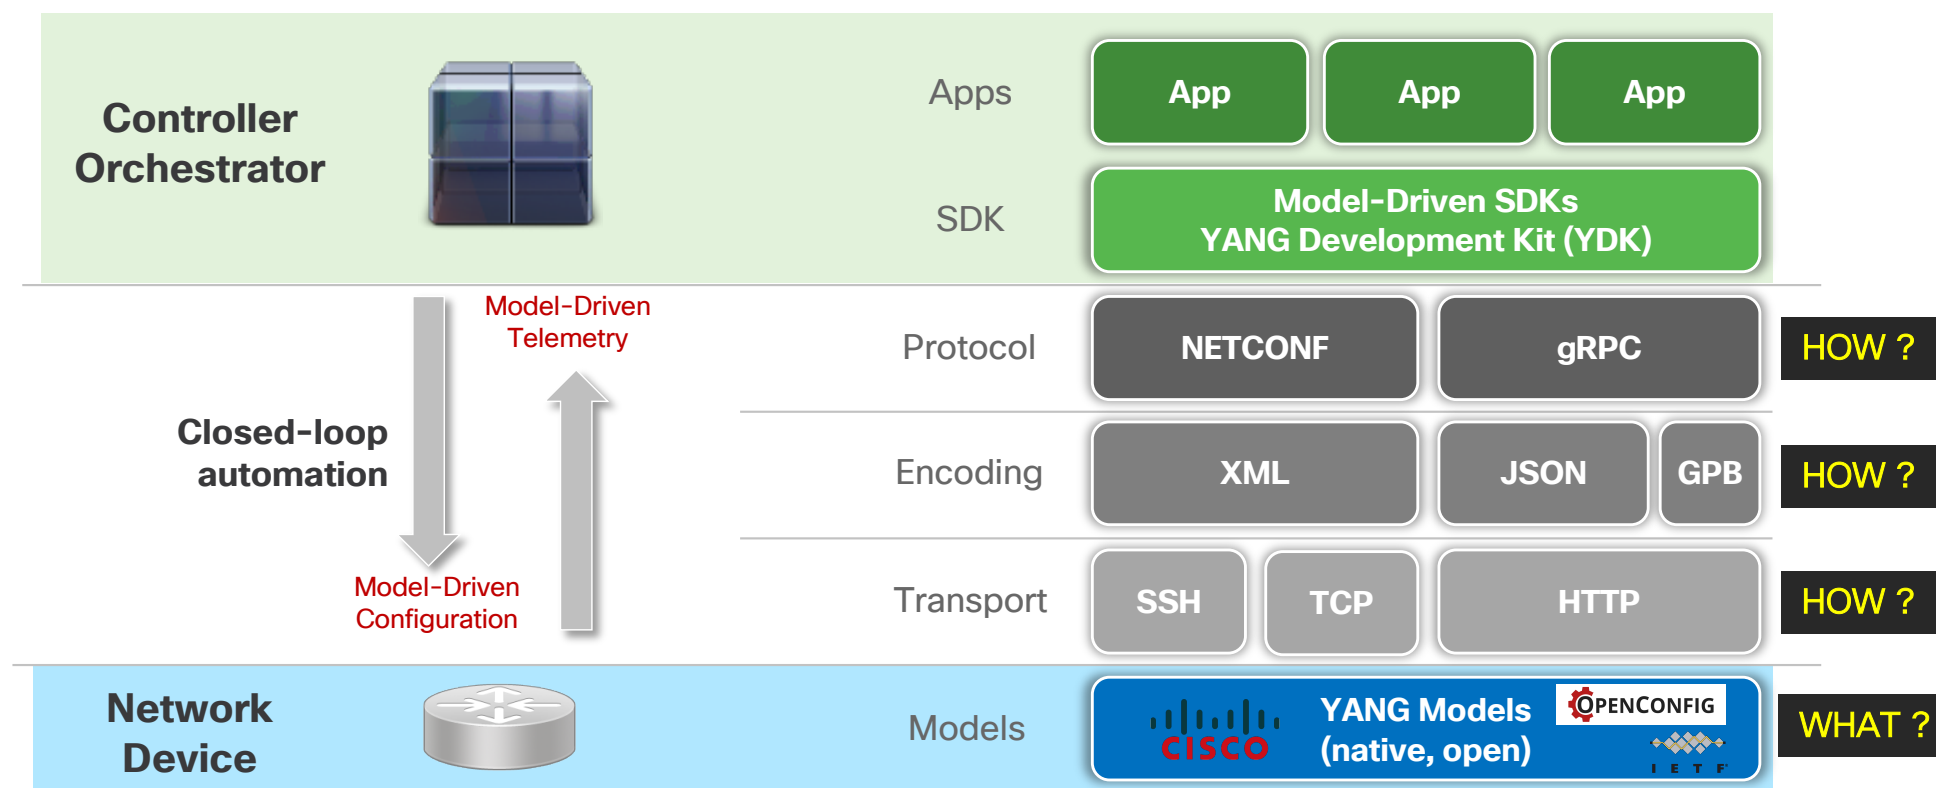 Controller
Orchestrator
Apps
App
App
App
SDK
Model-Driven SDKs
YANG Development Kit (YDK)
Model-Driven
Telemetry
Protocol
NETCONF
gRPC
HOW ?
Closed-loop
automation
Encoding
XML
JSON
GPB
HOW ?
Model-Driven
Configuration
Transport
SSH
TCP
HTTP
HOW ?
Network
Device
Models
CISCO
YANG Models
(native, open)
OPENCONFIG
I E T F
WHAT ?